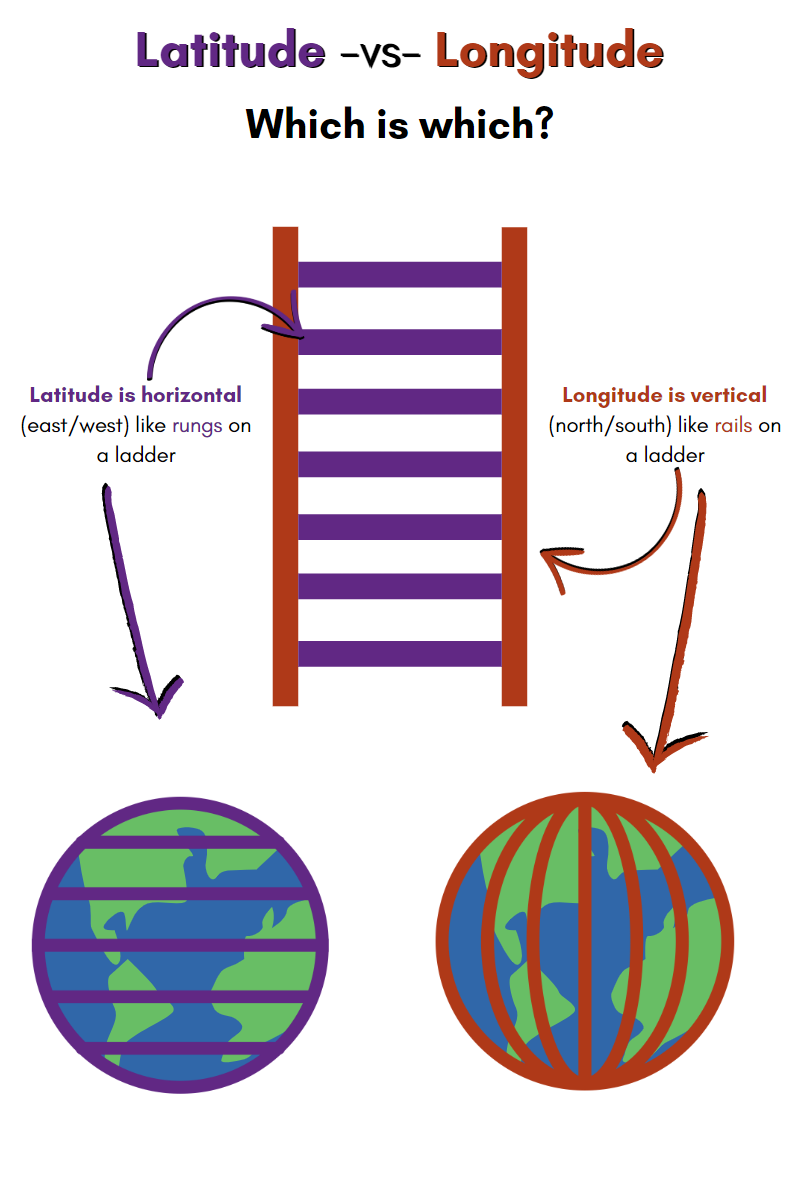 Latitude –vs– Longitude
Which is which?
Latitude is horizontal
(east/west) like rungs on
a ladder
Longitude is vertical
(north/south) like rails on
a ladder